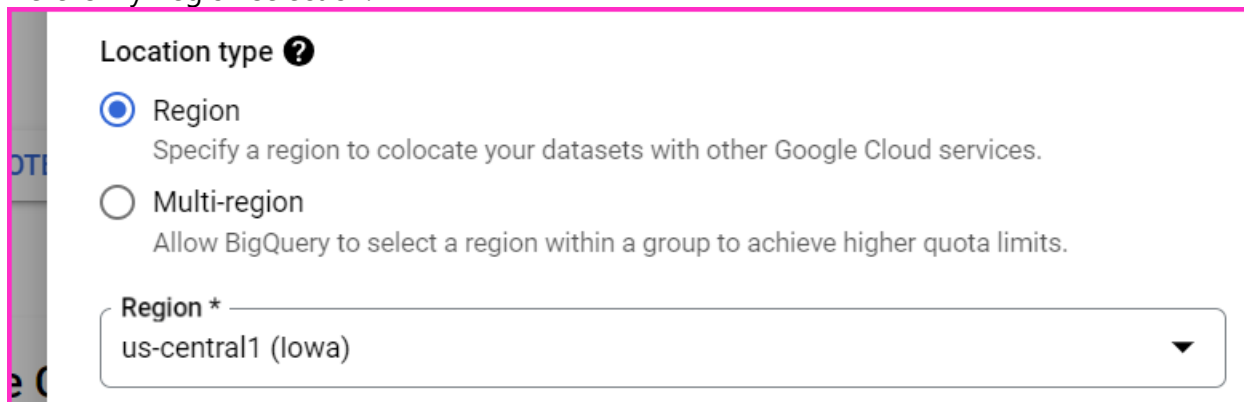 Location type ?
Region
Specify a region to colocate your datasets with other Google Cloud services.
OTE
Multi-region
Allow BigQuery to select a region within a group to achieve higher quota limits.
Region *
us-central1 (Iowa)
e